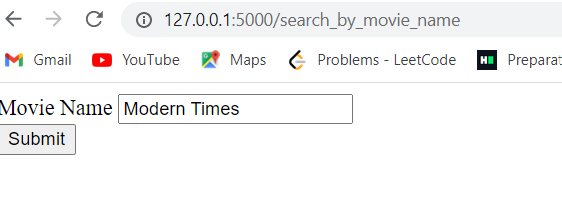 127.0.0.1:5000/search_by_movie_name
Gmail YouTube Maps Problems - LeetCode H Preparat
Movie Name Modern Times
Submit